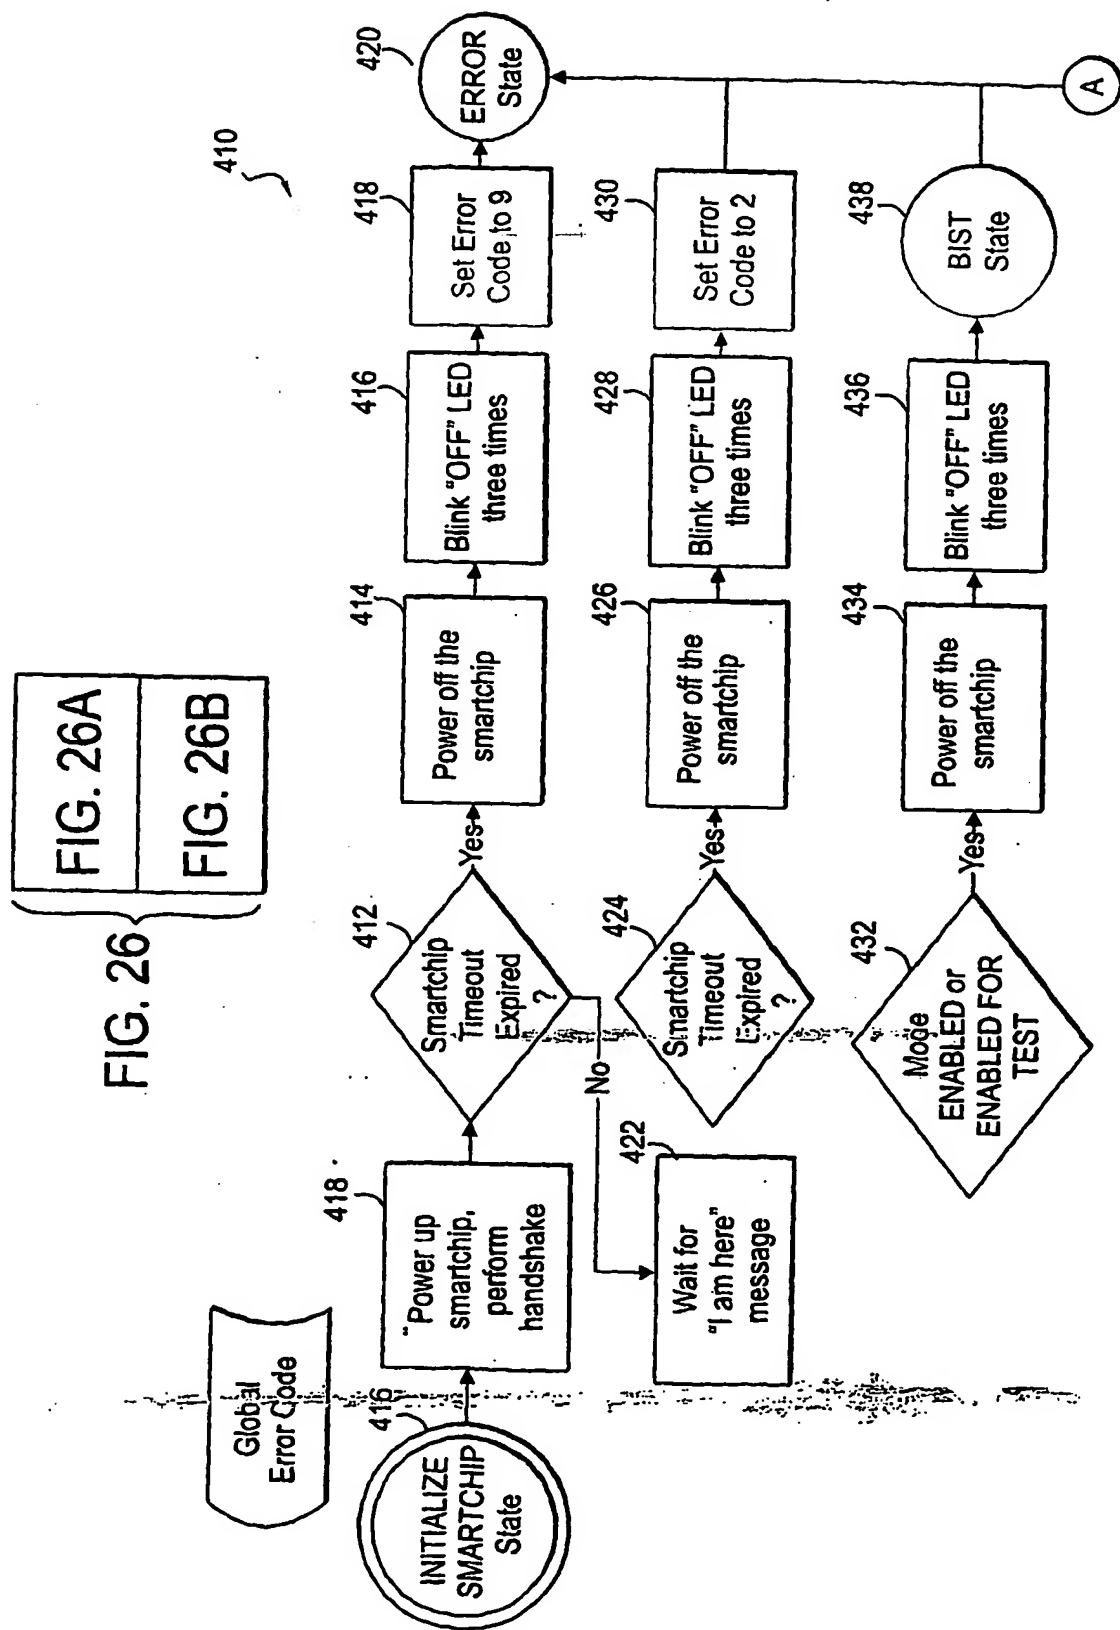 FIG. 26
FIG. 26A
FIG. 26B
410
Global
Error Code
416
INITIALIZE
SMARTCHIP
State
418
Power up
smartchip,
perform
handshake
412
Smartchip
Timeout
Expired
?
Yes
414
Power off the
smartchip
416
Blink "OFF" LED
three times
418
Set Error
Code to 9
420
ERROR
State
No
422
Wait for
"I am here"
message
424
Smartchip
Timeout
Expired
?
Yes
426
Power off the
smartchip
428
Blink "OFF" LED
three times
430
Set Error
Code to 2
432
Mode
ENABLED or
ENABLED FOR
TEST
Yes
434
Power off the
smartchip
436
Blink "OFF" LED
three times
438
BIST
State
A